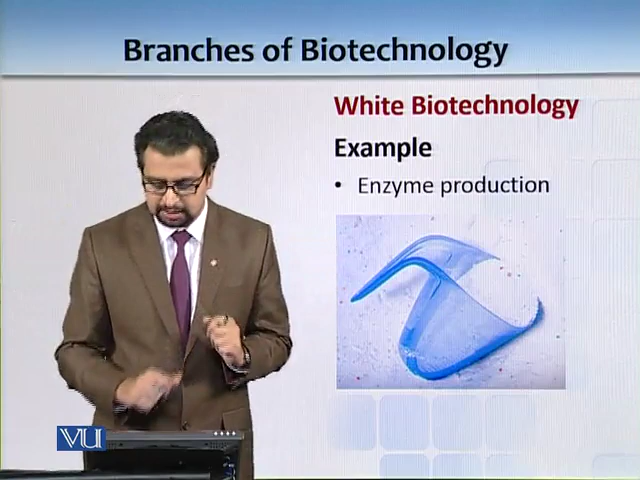 Branches of Biotechnology
White Biotechnology
Example
• Enzyme production
VU